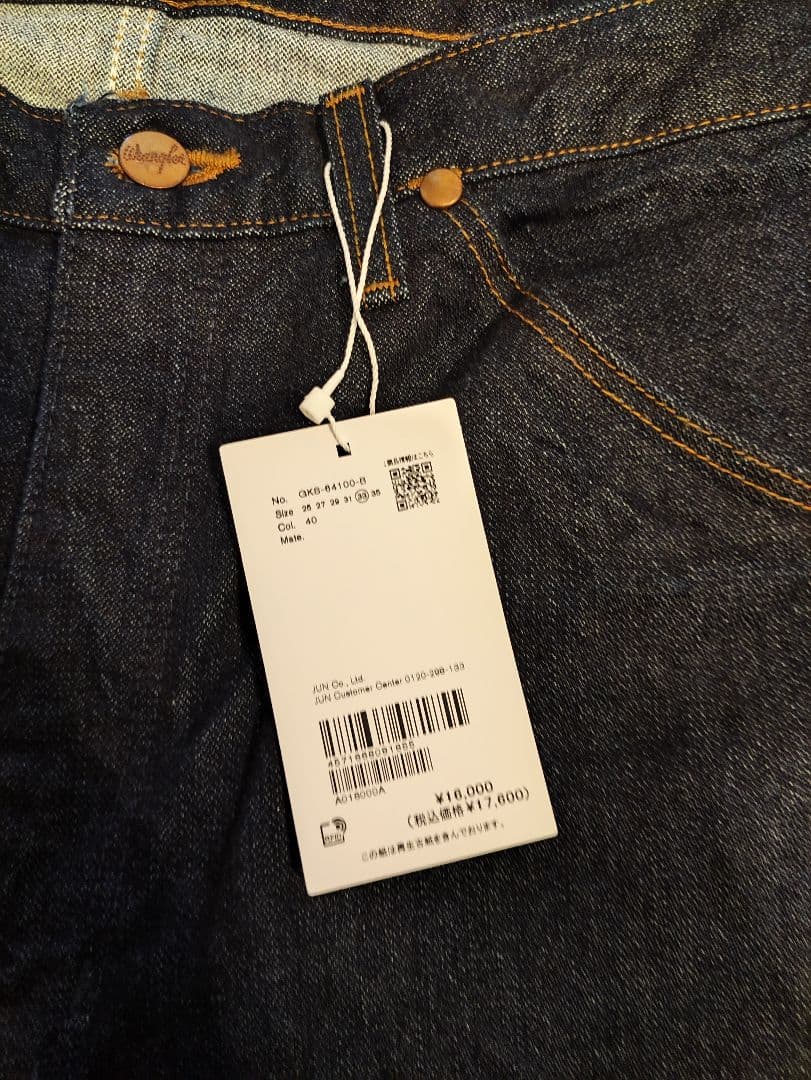 Wrangler
ご商品情報はこちら
No. GKB-64100-B
Size 25 27 29 31 33 35
Col. 40
Mate.
JUN Co., Ltd.
JUN Customer Center 0120-298-133
A016000A
¥16,000
(税込価格¥17,600)
この紙は再生古紙を含んでおります。